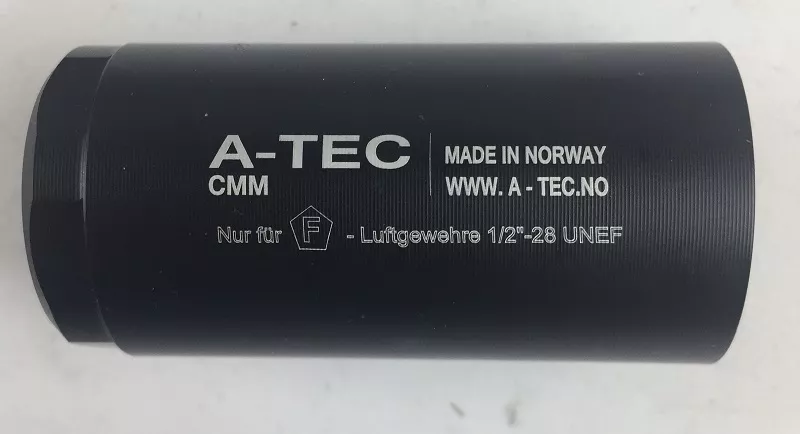 A-TEC
CMM
MADE IN NORWAY
WWW. A - TEC.NO
Nur für F - Luftgewehre 1/2"-28 UNEF